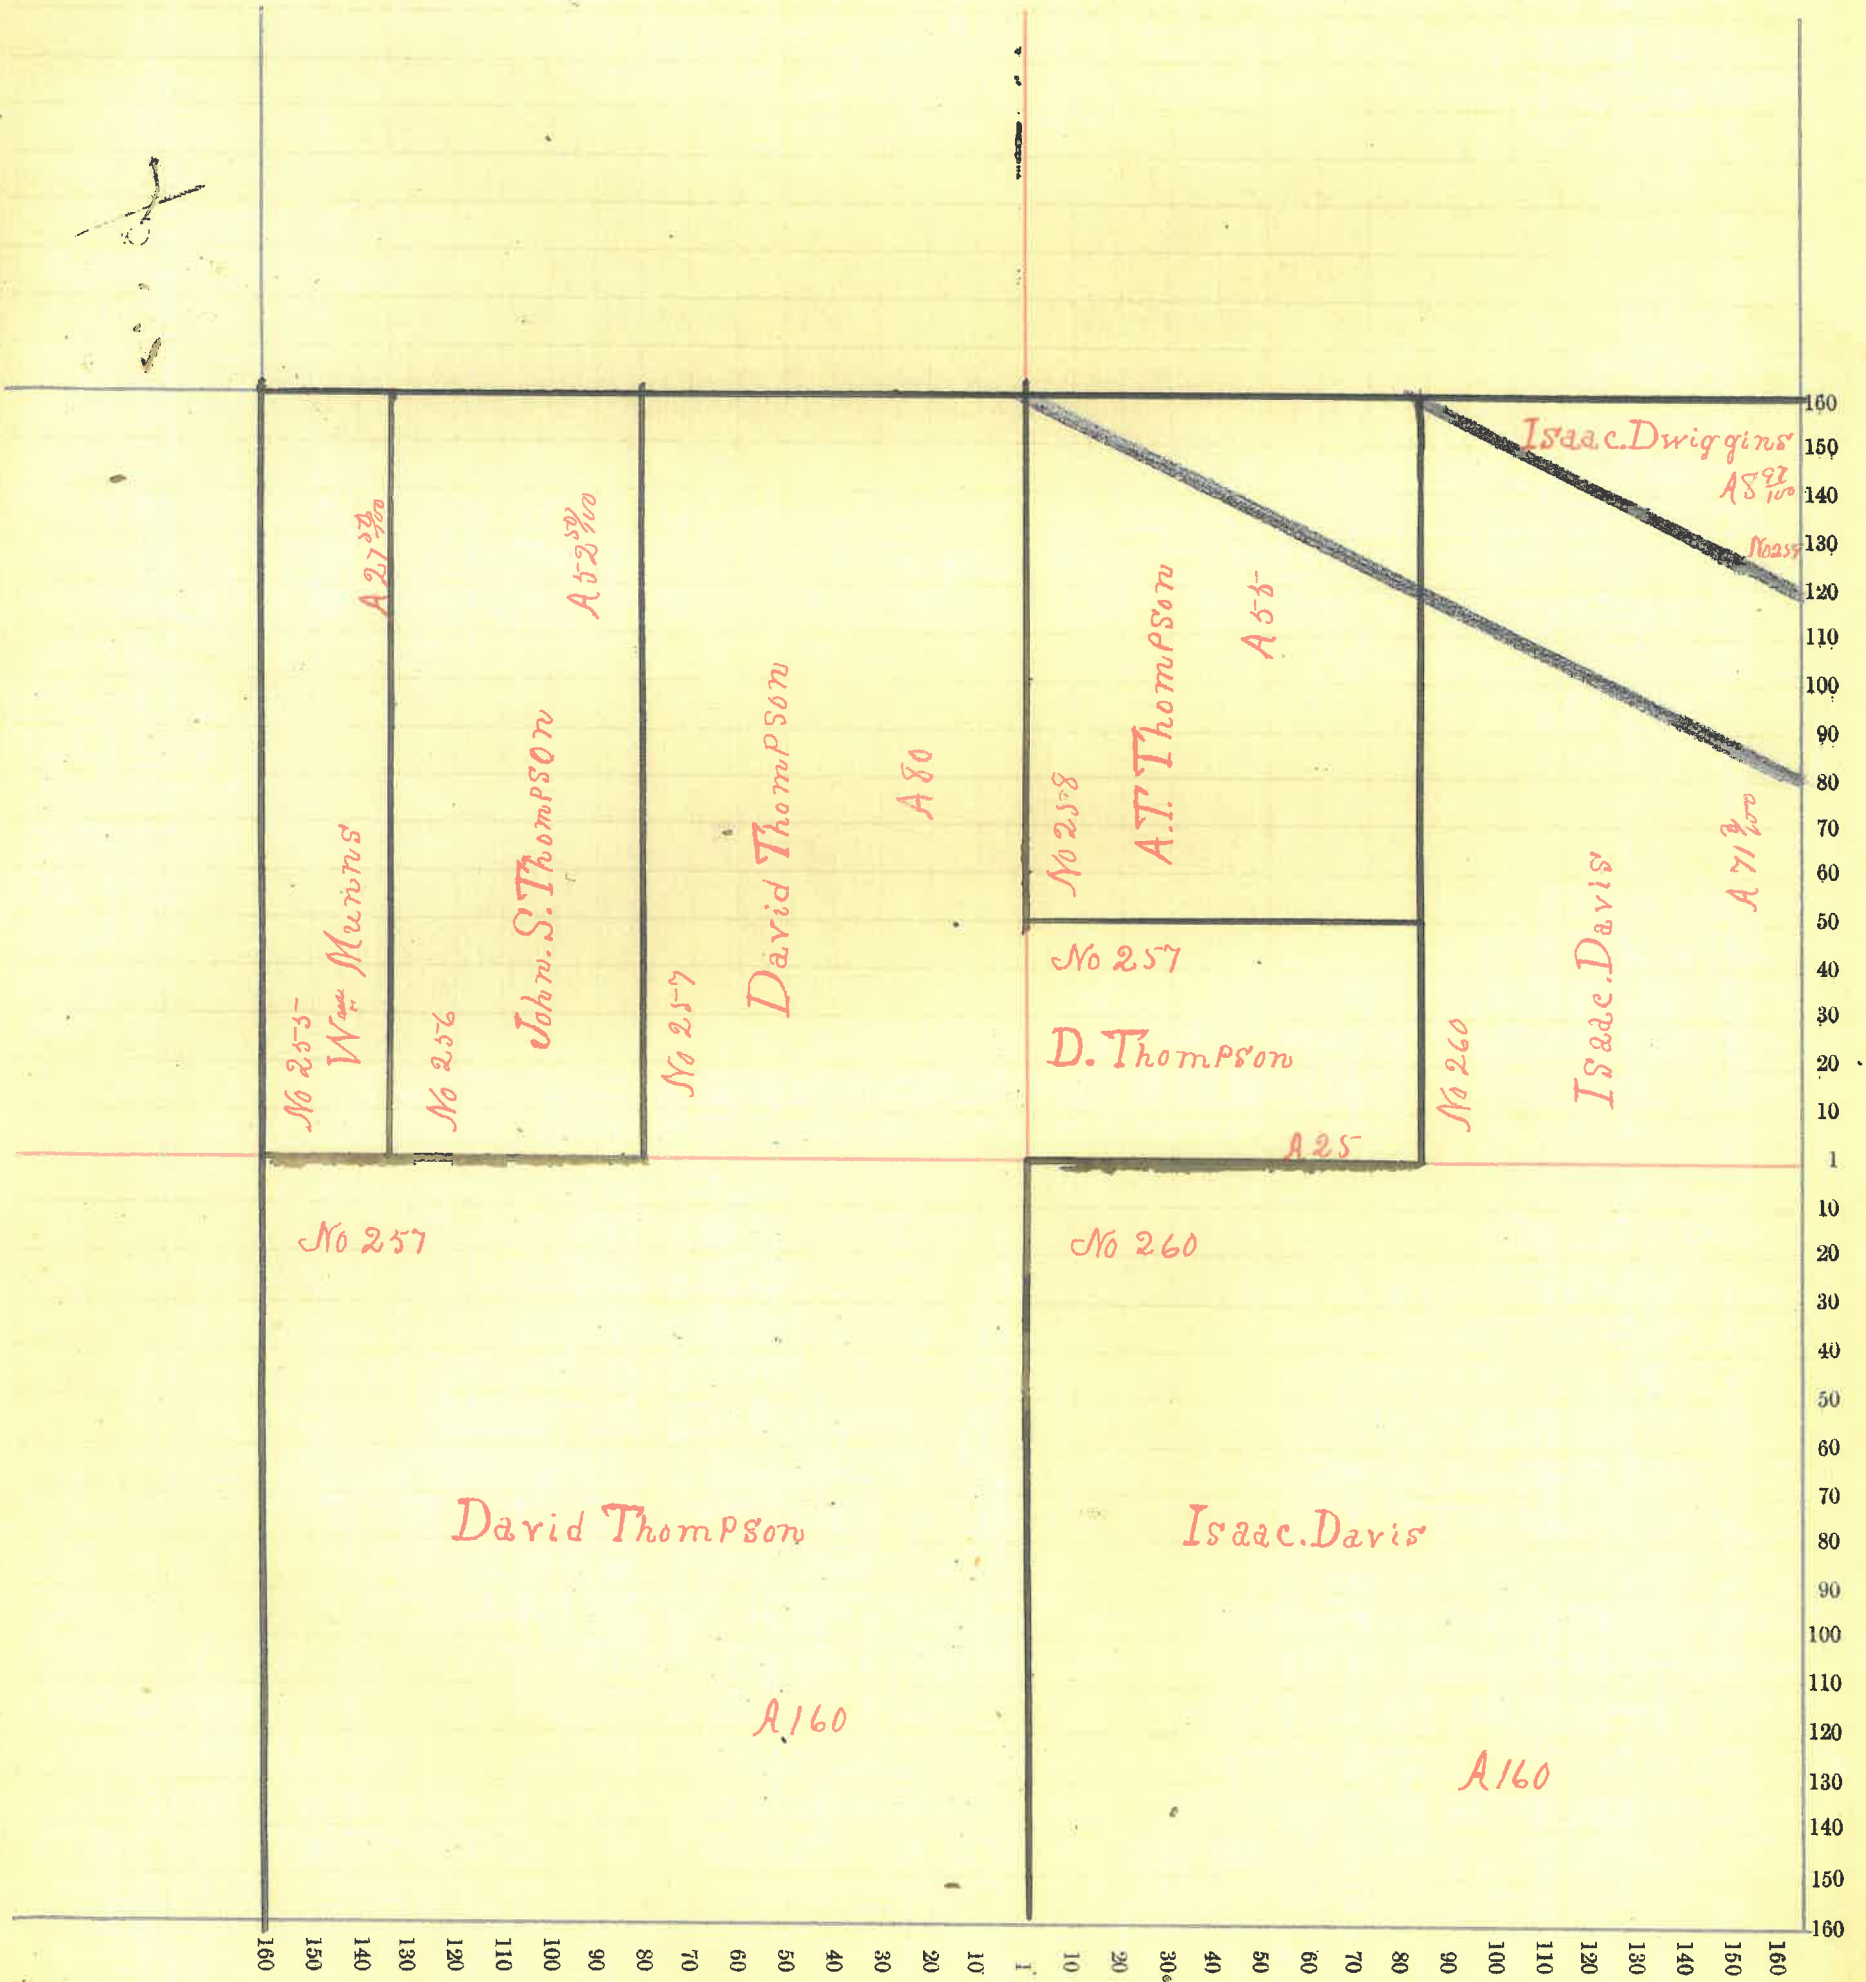 No 255
Wm Munns
A 27 50/100
No 256
John. S. Thompson
A 52 50/100
No 257
David Thompson
A 80
No 258
A.T. Thompson
A 55
Isaac. Dwiggins
A 8 97/100
No 259
No 257
D. Thompson
A 25
No 260
Isaac. Davis
No 257
David Thompson
A 160
No 260
Isaac. Davis
A 160
160
150
140
130
120
110
100
90
80
70
60
50
40
30
20
10
1
10
20
30
40
50
60
70
80
90
100
110
120
130
140
150
160
160 150 140 130 120 110 100 90 80 70 60 50 40 30 20 10 1 10 20 30 40 50 60 70 80 90 100 110 120 130 140 150 160